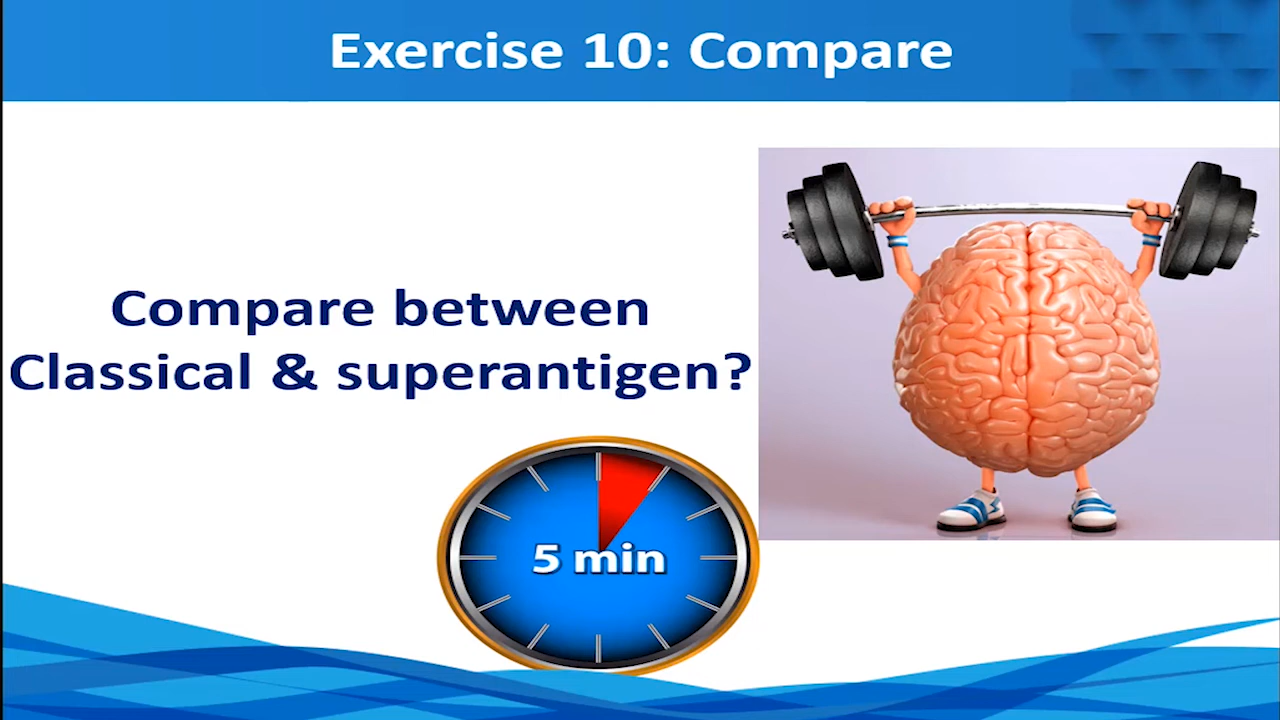 Exercise 10: Compare
Compare between
Classical & superantigen?
5 min